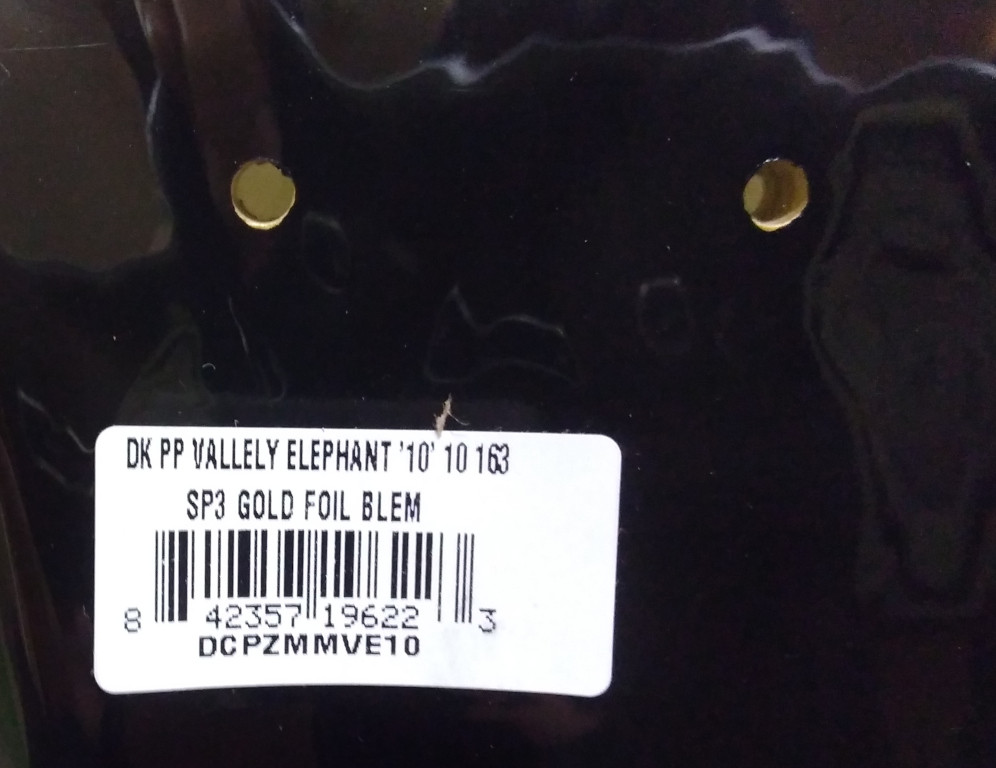 DK PP VALLELY ELEPHANT '10' 10 163
SP3 GOLD FOIL BLEM
8 42357 19622 3
DCPZMMVE10